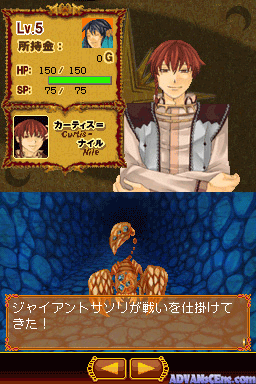 Lv.5
所持金：
0G
HP: 150/ 150
SP: 75/ 75
カーティス＝
Curtis=
ナイル
Nile
ジャイアントサソリが戦いを仕掛けて
きた！
ADVANsCEne.com